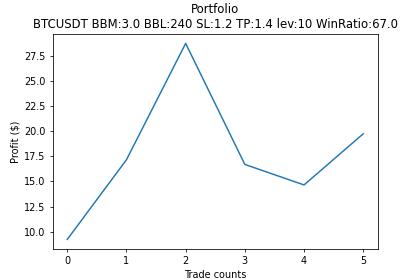 Portfolio
BTCUSDT BBM:3.0 BBL:240 SL:1.2 TP:1.4 lev:10 WinRatio:67.0
27.5
25.0
22.5
20.0
17.5
15.0
12.5
10.0
Profit ($)
0 1 2 3 4 5
Trade counts